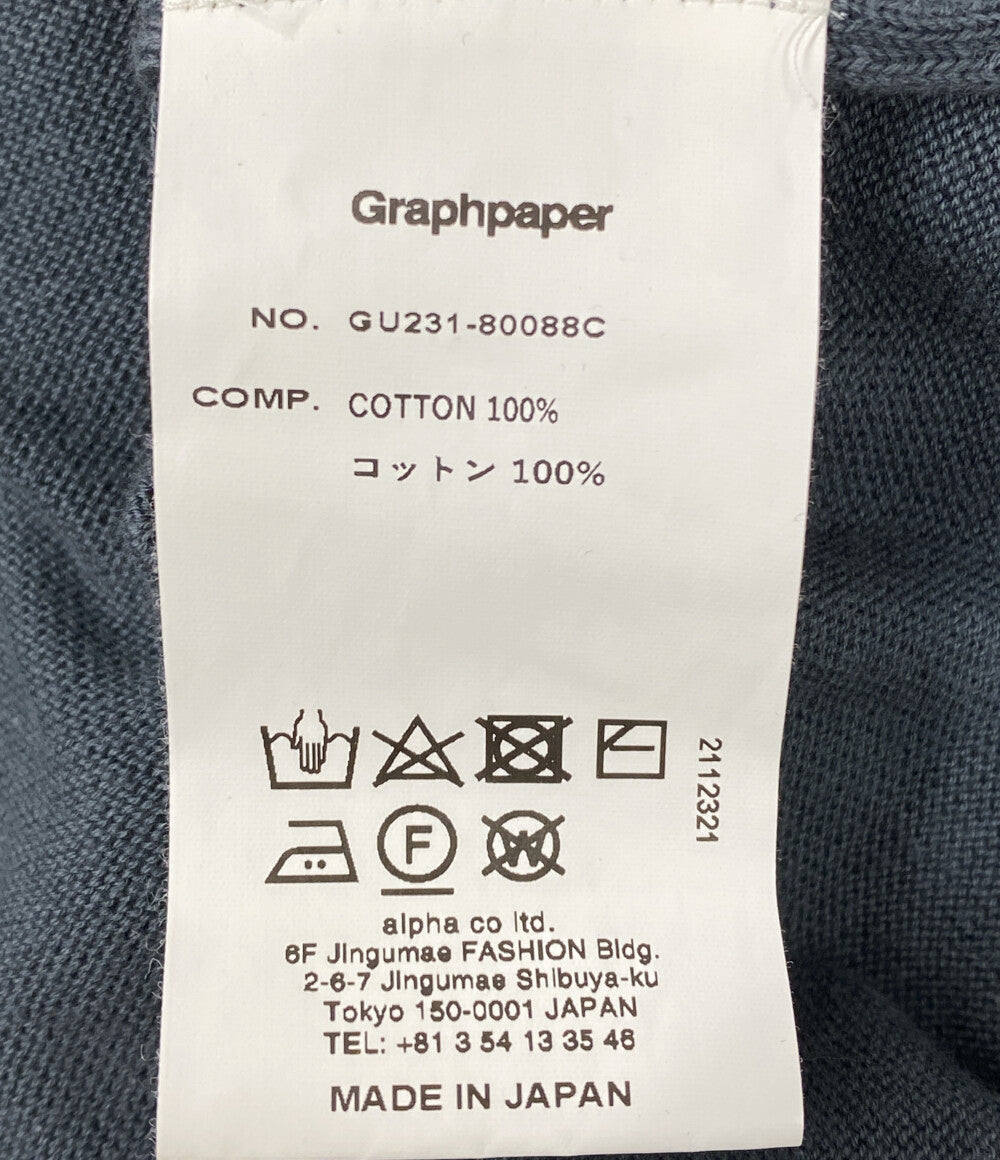 Graphpaper
NO. GU231-80088C
COMP. COTTON 100%
コットン 100%
2112321
F
W
alpha co ltd.
6F Jingumae FASHION Bldg.
2-6-7 Jingumae Shibuya-ku
Tokyo 150-0001 JAPAN
TEL: +81 3 54 13 35 46
MADE IN JAPAN